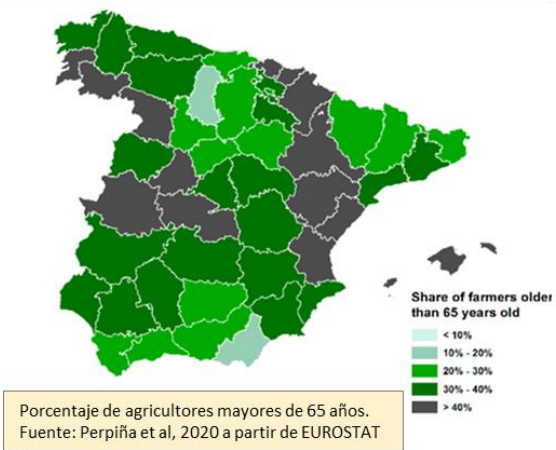 Share of farmers older
than 65 years old
< 10%
10% - 20%
20% - 30%
30% - 40%
> 40%
Porcentaje de agricultores mayores de 65 años.
Fuente: Perpiña et al, 2020 a partir de EUROSTAT